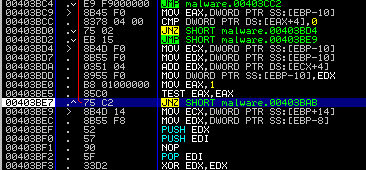 00403BC4 .v E9 F9000000 JMP malware.00403CC2
00403BC9 > 8B45 F0 MOV EAX,DWORD PTR SS:[EBP-10]
00403BCC . 8378 04 00 CMP DWORD PTR DS:[EAX+4],0
00403BD0 .v 75 02 JNZ SHORT malware.00403BD4
00403BD2 .v EB 15 JMP SHORT malware.00403BE9
00403BD4 > 8B4D F0 MOV ECX,DWORD PTR SS:[EBP-10]
00403BD7 . 8B55 F0 MOV EDX,DWORD PTR SS:[EBP-10]
00403BDA . 0351 04 ADD EDX,DWORD PTR DS:[ECX+4]
00403BDD . 8955 F0 MOV DWORD PTR SS:[EBP-10],EDX
00403BE0 . B8 01000000 MOV EAX,1
00403BE5 . 85C0 TEST EAX,EAX
00403BE7 .^ 75 C2 JNZ SHORT malware.00403BAB
00403BE9 > 8B4D 14 MOV ECX,DWORD PTR SS:[EBP+14]
00403BEC . 8B55 F8 MOV EDX,DWORD PTR SS:[EBP-8]
00403BEF 52 PUSH EDX
00403BF0 57 PUSH EDI
00403BF1 90 NOP
00403BF2 5F POP EDI
00403BF3 33D2 XOR EDX,EDX